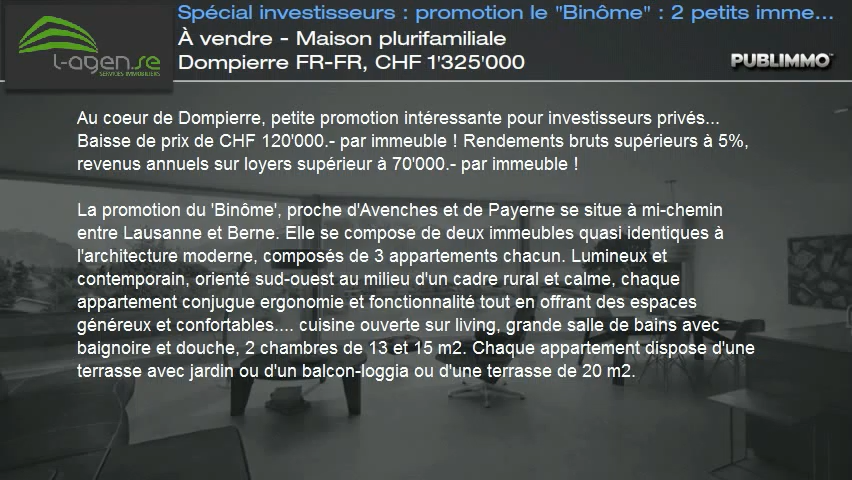 Spécial investisseurs : promotion le "Binôme" : 2 petits imme...
l-agen.se
SERVICES IMMOBILIERS
À vendre - Maison plurifamiliale
Dompierre FR-FR, CHF 1'325'000
PUBLIMMO™
Au coeur de Dompierre, petite promotion intéressante pour investisseurs privés...
Baisse de prix de CHF 120'000.- par immeuble ! Rendements bruts supérieurs à 5%,
revenus annuels sur loyers supérieur à 70'000.- par immeuble !
La promotion du 'Binôme', proche d'Avenches et de Payerne se situe à mi-chemin
entre Lausanne et Berne. Elle se compose de deux immeubles quasi identiques à
l'architecture moderne, composés de 3 appartements chacun. Lumineux et
contemporain, orienté sud-ouest au milieu d'un cadre rural et calme, chaque
appartement conjugue ergonomie et fonctionnalité tout en offrant des espaces
généreux et confortables.... cuisine ouverte sur living, grande salle de bains avec
baignoire et douche, 2 chambres de 13 et 15 m2. Chaque appartement dispose d'une
terrasse avec jardin ou d'un balcon-loggia ou d'une terrasse de 20 m2.